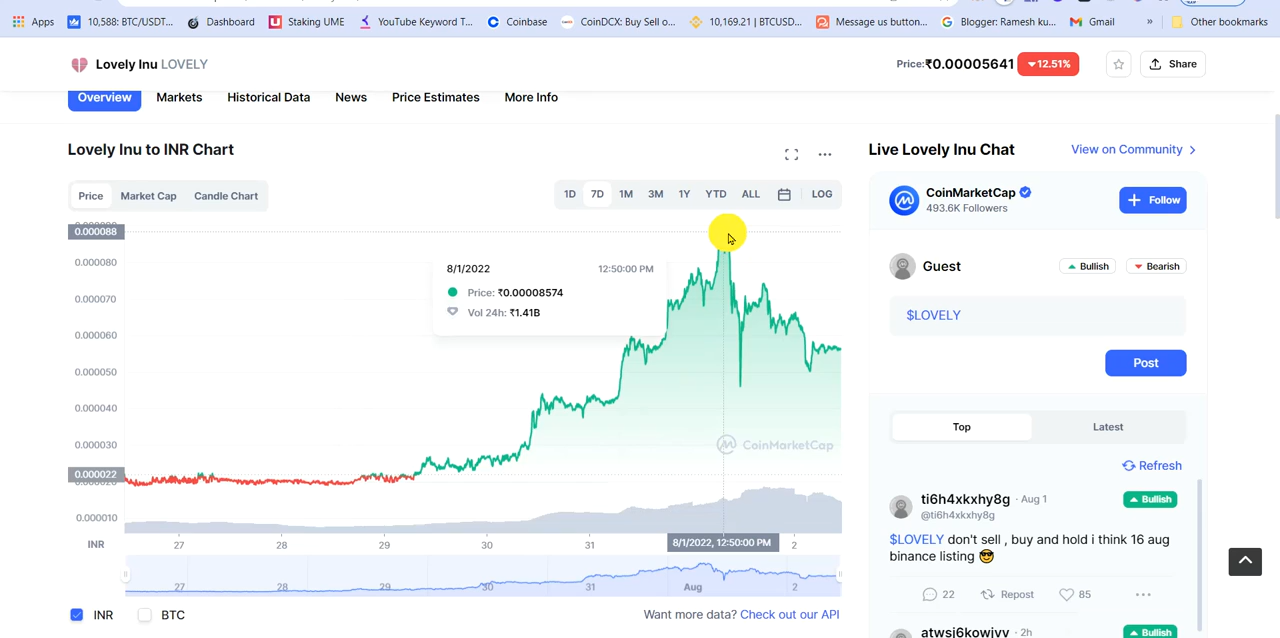 Apps 10,588: BTC/USDT... Dashboard Staking UME YouTube Keyword T... Coinbase CoinDCX: Buy Sell o... 10,169.21 | BTCUSD... Message us button... Blogger: Ramesh ku... Gmail » Other bookmarks
Lovely Inu LOVELY Price:₹0.00005641 12.51% Share
Overview Markets Historical Data News Price Estimates More Info
Lovely Inu to INR Chart
Price Market Cap Candle Chart 1D 7D 1M 3M 1Y YTD ALL LOG
0.000088
0.000080
0.000070
0.000060
0.000050
0.000040
0.000030
0.000022
0.000010
8/1/2022 12:50:00 PM
Price: ₹0.00008574
Vol 24h: ₹1.41B
CoinMarketCap
INR 27 28 29 30 31 8/1/2022, 12:50:00 PM 2
27 28 29 30 31 Aug 2
INR BTC Want more data? Check out our API
Live Lovely Inu Chat View on Community
CoinMarketCap
493.6K Followers
Follow
Guest Bullish Bearish
$LOVELY
Post
Top Latest
Refresh
ti6h4xkxhy8g · Aug 1 Bullish
@ti6h4xkxhy8g
$LOVELY don't sell , buy and hold i think 16 aug
binance listing 😎
22 Repost 85
atwsj6kowjvv · 2h Bullish